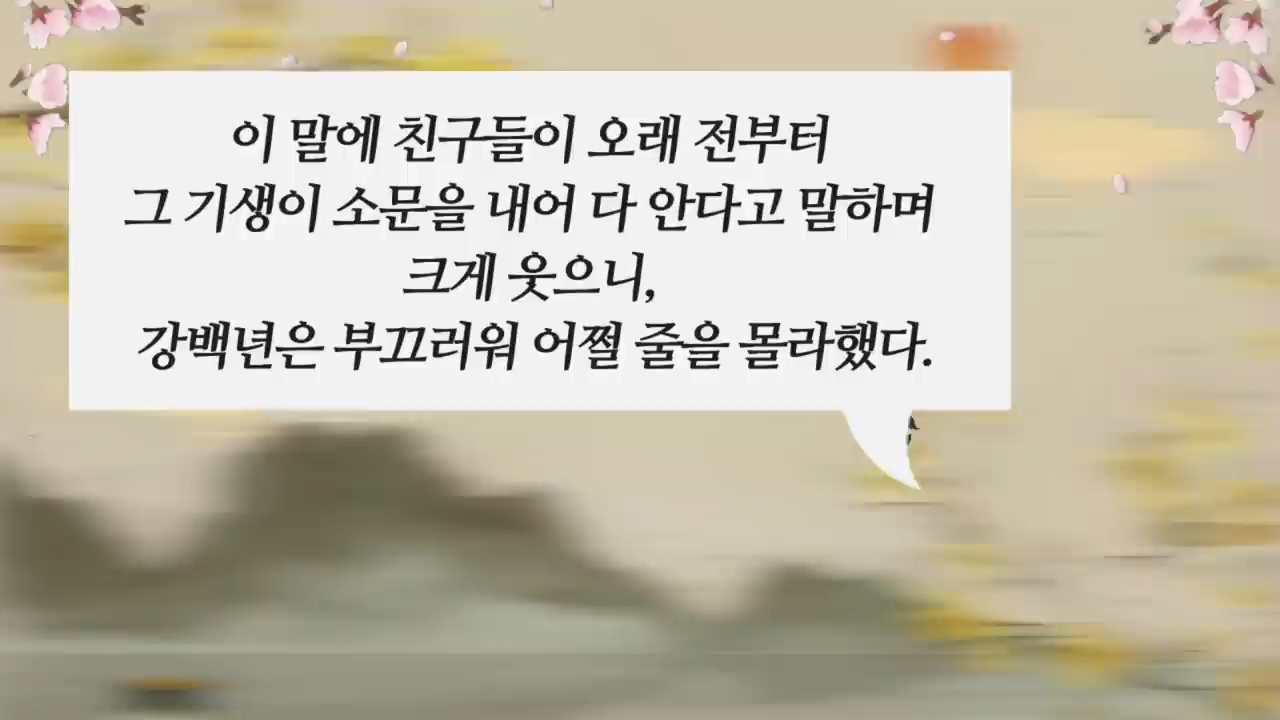 이 말에 친구들이 오래 전부터
그 기생이 소문을 내어 다 안다고 말하며
크게 웃으니,
강백년은 부끄러워 어쩔 줄을 몰라했다.